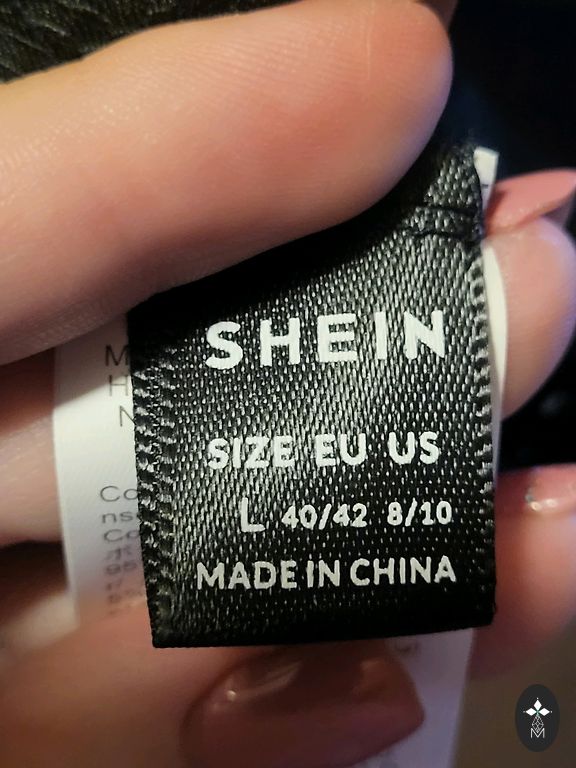 SHEIN
SIZE EU US
L 40/42 8/10
MADE IN CHINA